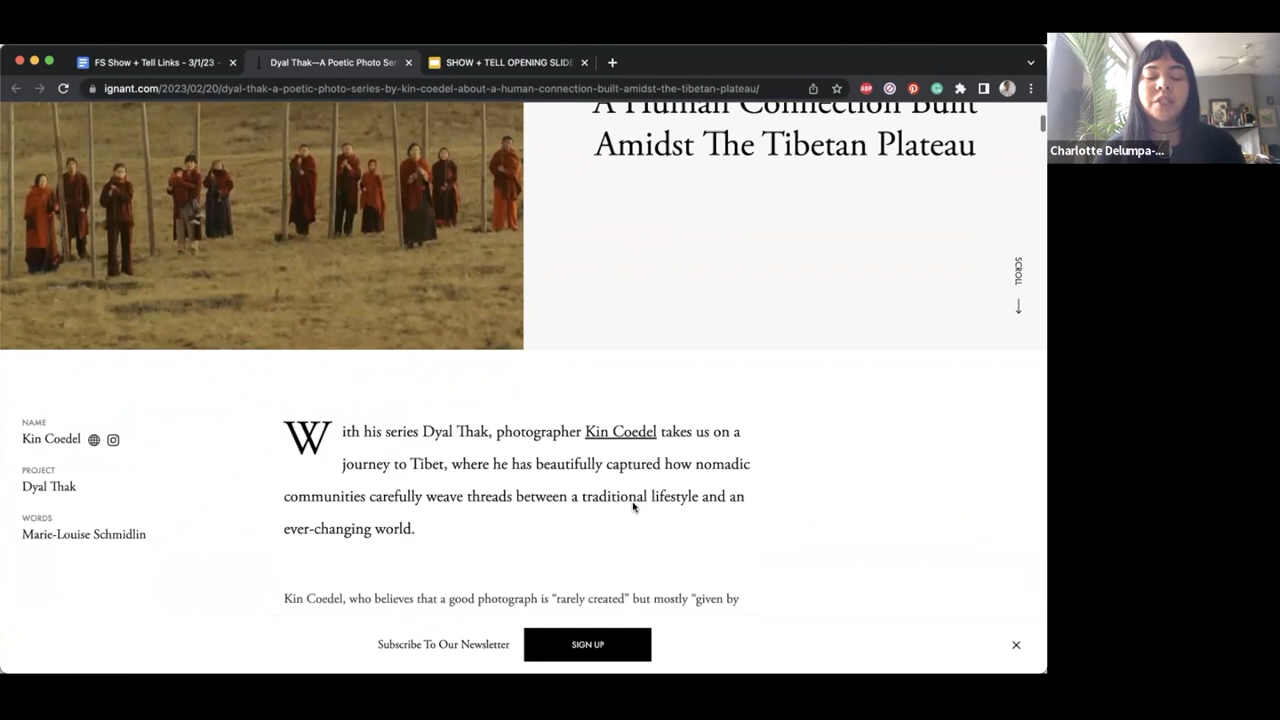 FS Show + Tell Links - 3/1/23
Dyal Thak—A Poetic Photo Ser
SHOW + TELL OPENING SLIDE
ignant.com/2023/02/20/dyal-thak-a-poetic-photo-series-by-kin-coedel-about-a-human-connection-built-amidst-the-tibetan-plateau/
A Human Connection Built
Amidst The Tibetan Plateau
SCROLL
Charlotte Delumpa-...
NAME
Kin Coedel
PROJECT
Dyal Thak
WORDS
Marie-Louise Schmidlin
With his series Dyal Thak, photographer Kin Coedel takes us on a
journey to Tibet, where he has beautifully captured how nomadic
communities carefully weave threads between a traditional lifestyle and an
ever-changing world.
Kin Coedel, who believes that a good photograph is “rarely created” but mostly “given by
Subscribe To Our Newsletter
SIGN UP